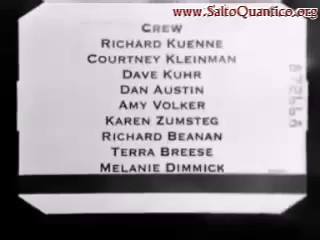 www.SaltoQuantico.org
CREW
RICHARD KUENNE
COURTNEY KLEINMAN
DAVE KUHR
DAN AUSTIN
AMY VOLKER
KAREN ZUMSTEG
RICHARD BEANAN
TERRA BREESE
MELANIE DIMMICK